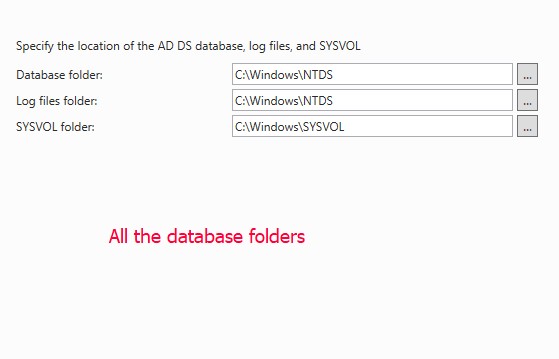 Specify the location of the AD DS database, log files, and SYSVOL
Database folder: C:\Windows\NTDS ...
Log files folder: C:\Windows\NTDS ...
SYSVOL folder: C:\Windows\SYSVOL ...
All the database folders